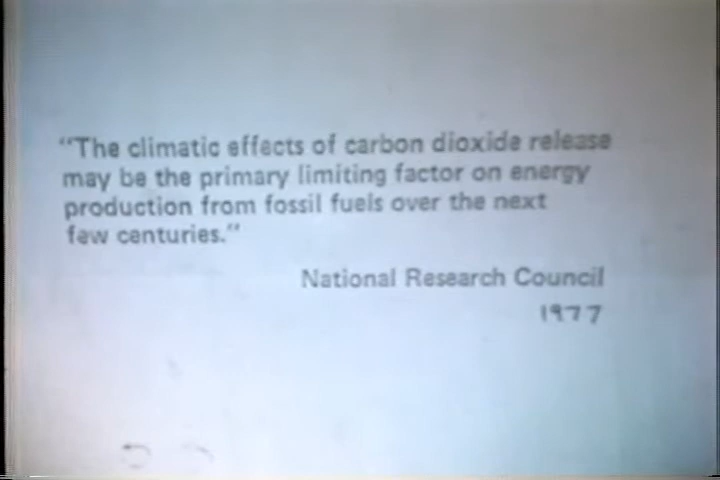 "The climatic effects of carbon dioxide release
may be the primary limiting factor on energy
production from fossil fuels over the next
few centuries."
National Research Council
1977